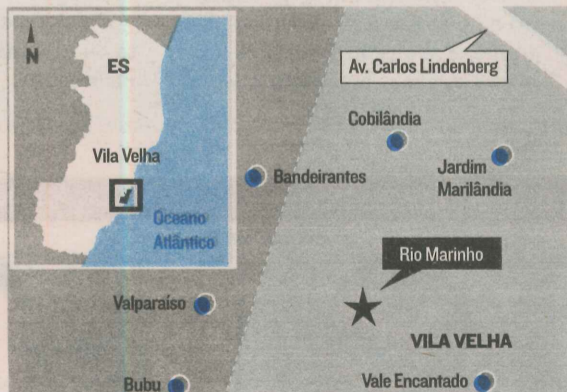 N
ES
Vila Velha
Oceano
Atlântico
Av. Carlos Lindenberg
Cobilândia
Jardim
Marilândia
Bandeirantes
Rio Marinho
Valparaíso
VILA VELHA
Bubu
Vale Encantado